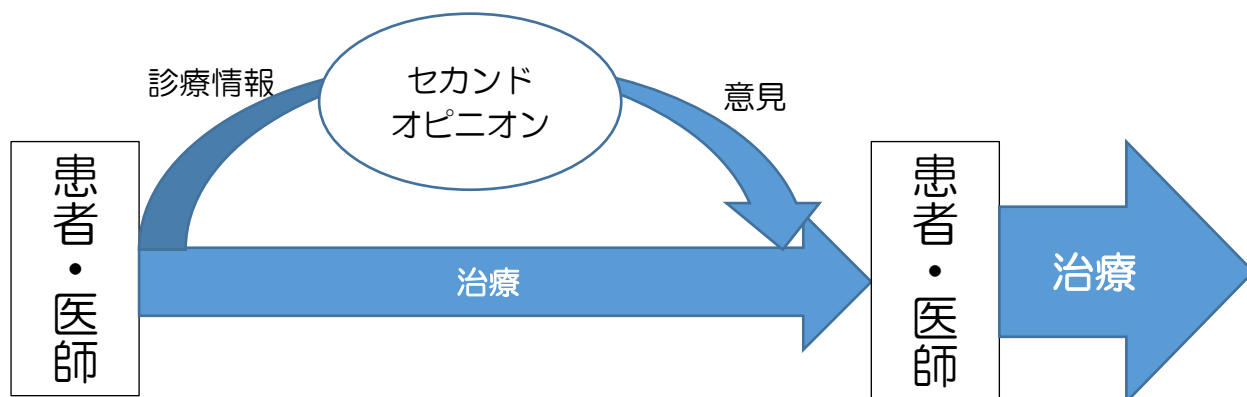 診療情報
セカンド
オピニオン
意見
患者・医師
治療
患者・医師
治療